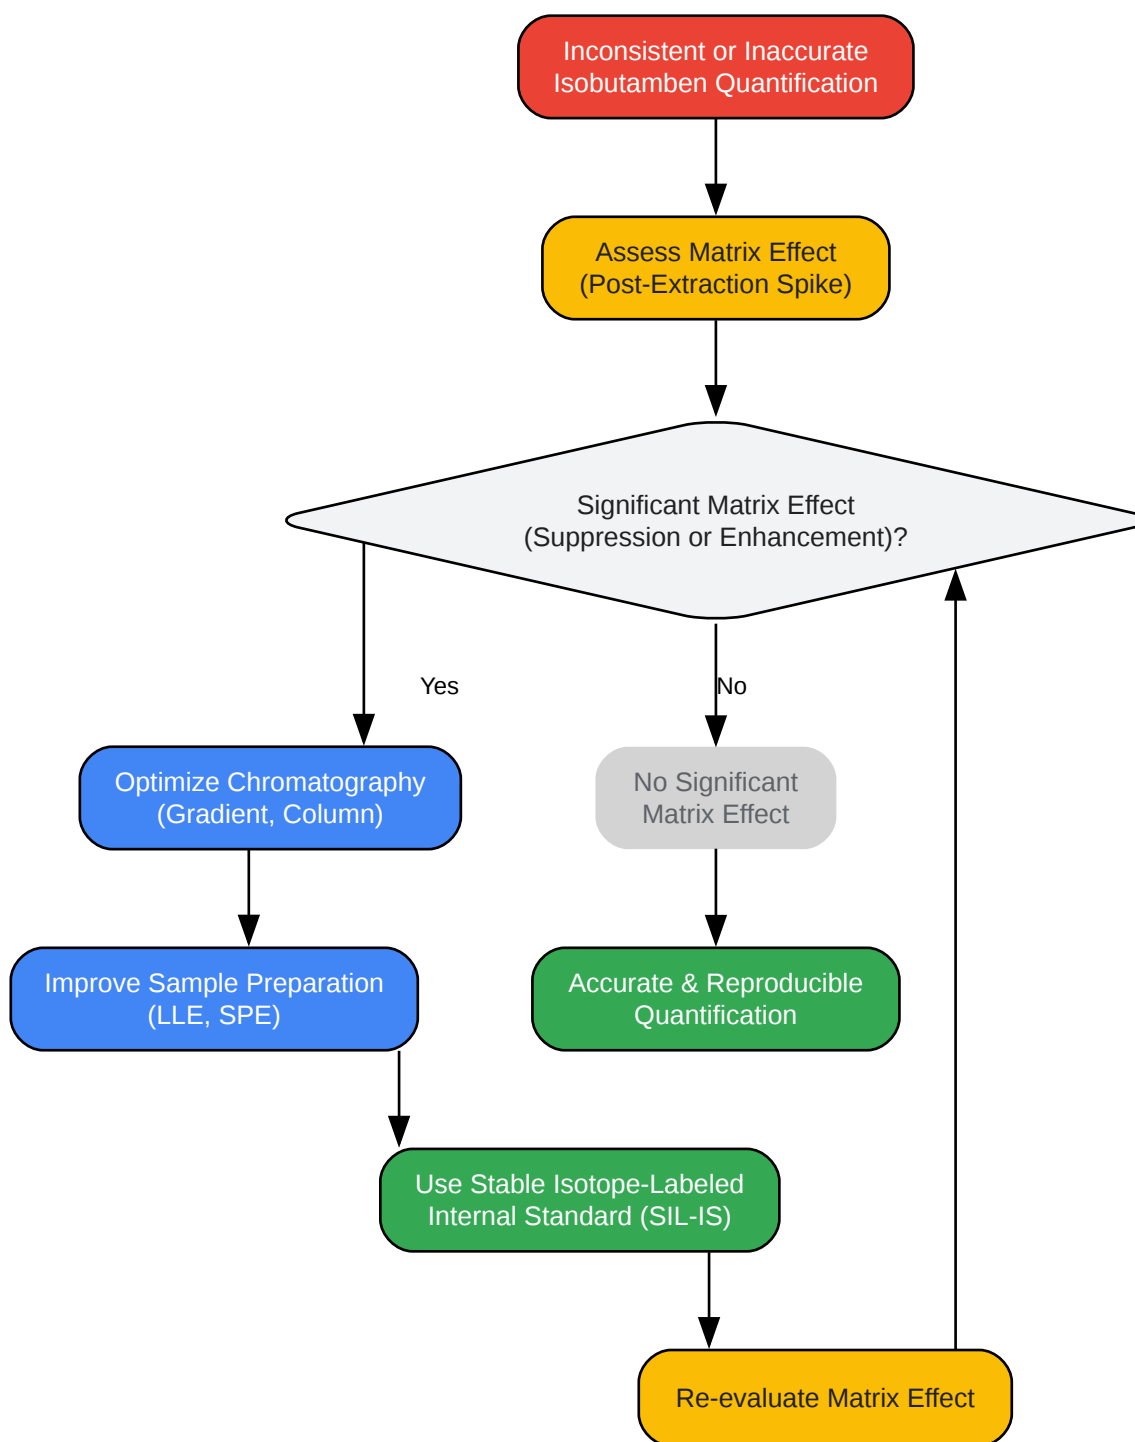 Inconsistent or Inaccurate
Isobutamben Quantification
Assess Matrix Effect
(Post-Extraction Spike)
Significant Matrix Effect
(Suppression or Enhancement)?
Yes
No
Optimize Chromatography
(Gradient, Column)
No Significant
Matrix Effect
Improve Sample Preparation
(LLE, SPE)
Accurate & Reproducible
Quantification
Use Stable Isotope-Labeled
Internal Standard (SIL-IS)
Re-evaluate Matrix Effect